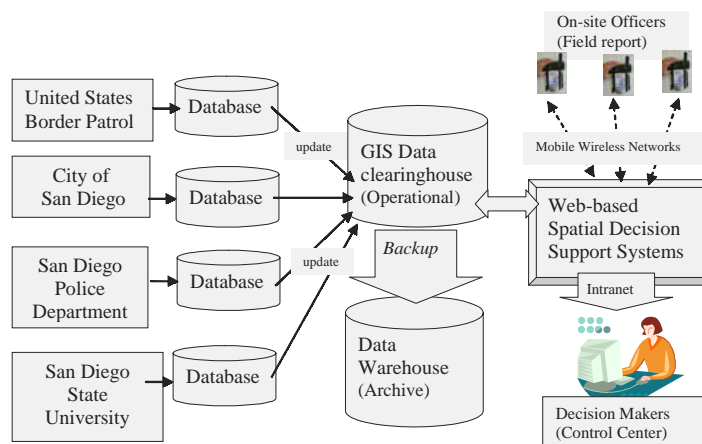 On-site Officers
(Field report)
United States
Border Patrol
Database
update
GIS Data
clearinghouse
(Operational)
Mobile Wireless Networks
City of
San Diego
Database
Web-based
Spatial Decision
Support Systems
San Diego
Police
Department
Database
update
Backup
Intranet
Data
Warehouse
(Archive)
San Diego
State
University
Database
Decision Makers
(Control Center)